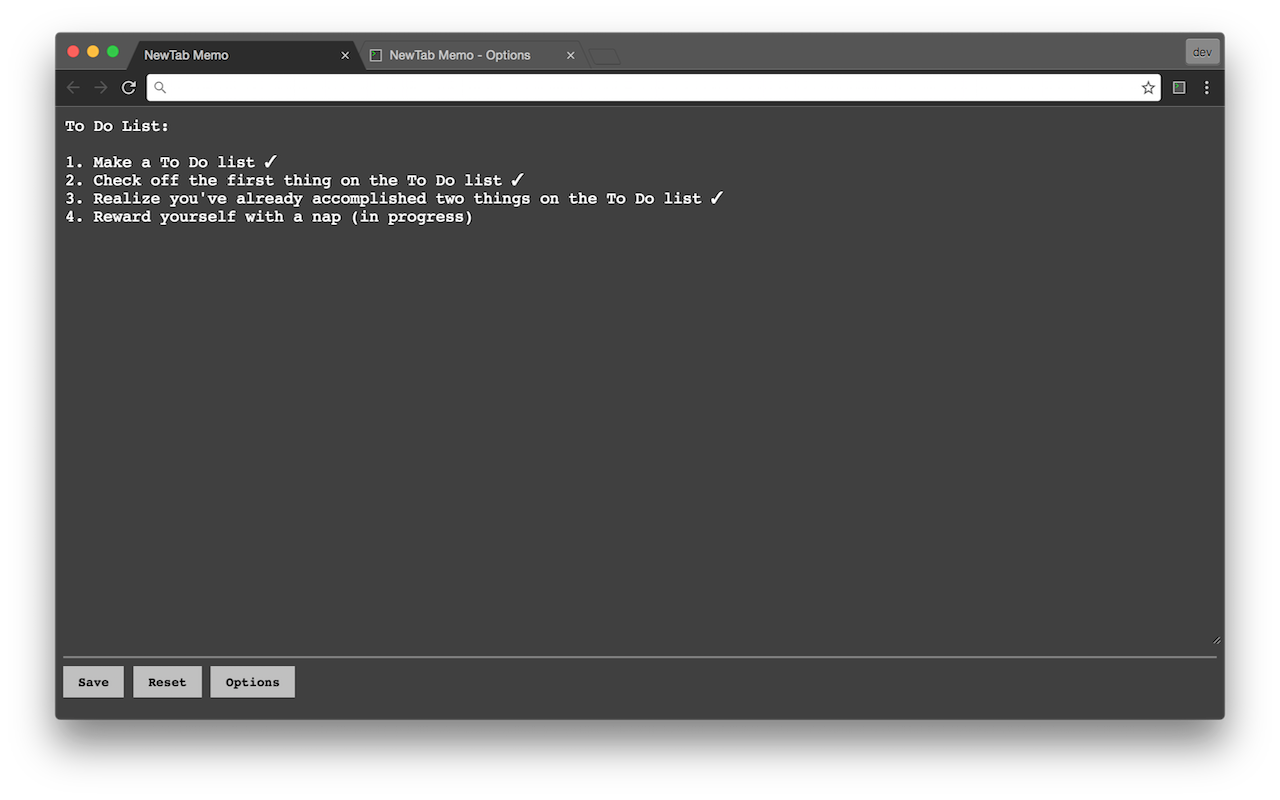 NewTab Memo
NewTab Memo - Options
dev
To Do List:
1. Make a To Do list ✓
2. Check off the first thing on the To Do list ✓
3. Realize you've already accomplished two things on the To Do list ✓
4. Reward yourself with a nap (in progress)
Save
Reset
Options